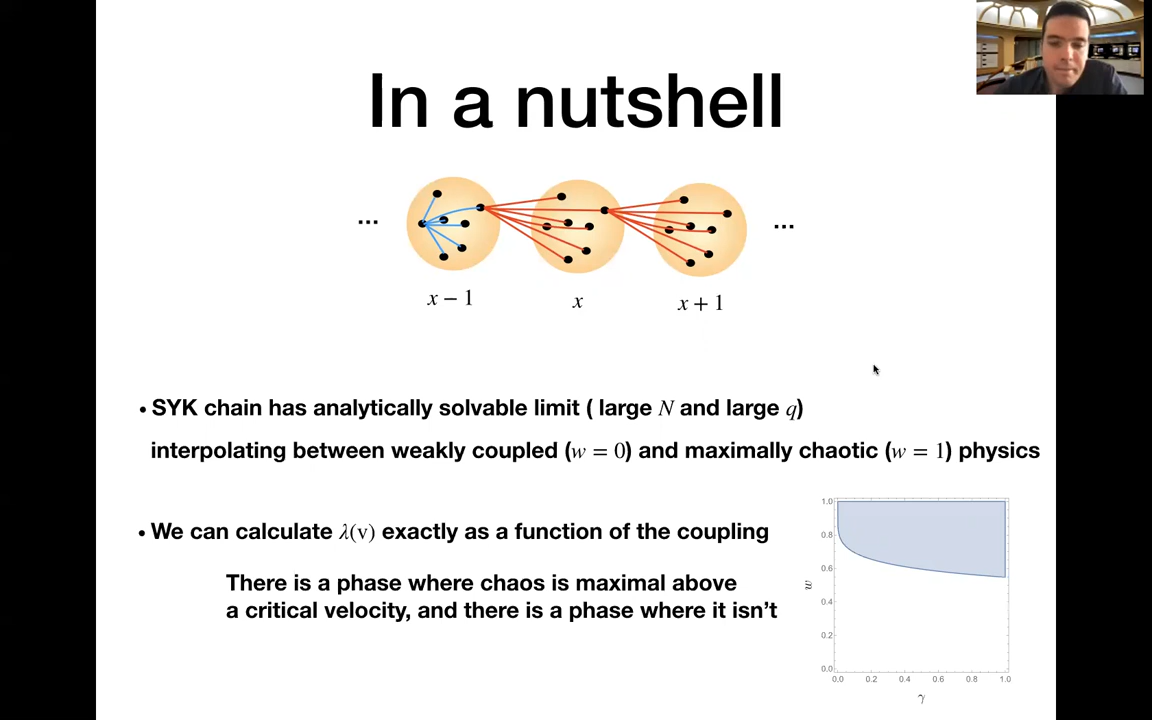 In a nutshell
...
...
x − 1
x
x + 1
• SYK chain has analytically solvable limit ( large N and large q)
interpolating between weakly coupled (w = 0) and maximally chaotic (w = 1) physics
• We can calculate λ(v) exactly as a function of the coupling
There is a phase where chaos is maximal above
a critical velocity, and there is a phase where it isn’t
1.0
0.8
0.6
w
0.4
0.2
0.0
0.0 0.2 0.4 0.6 0.8 1.0
γ